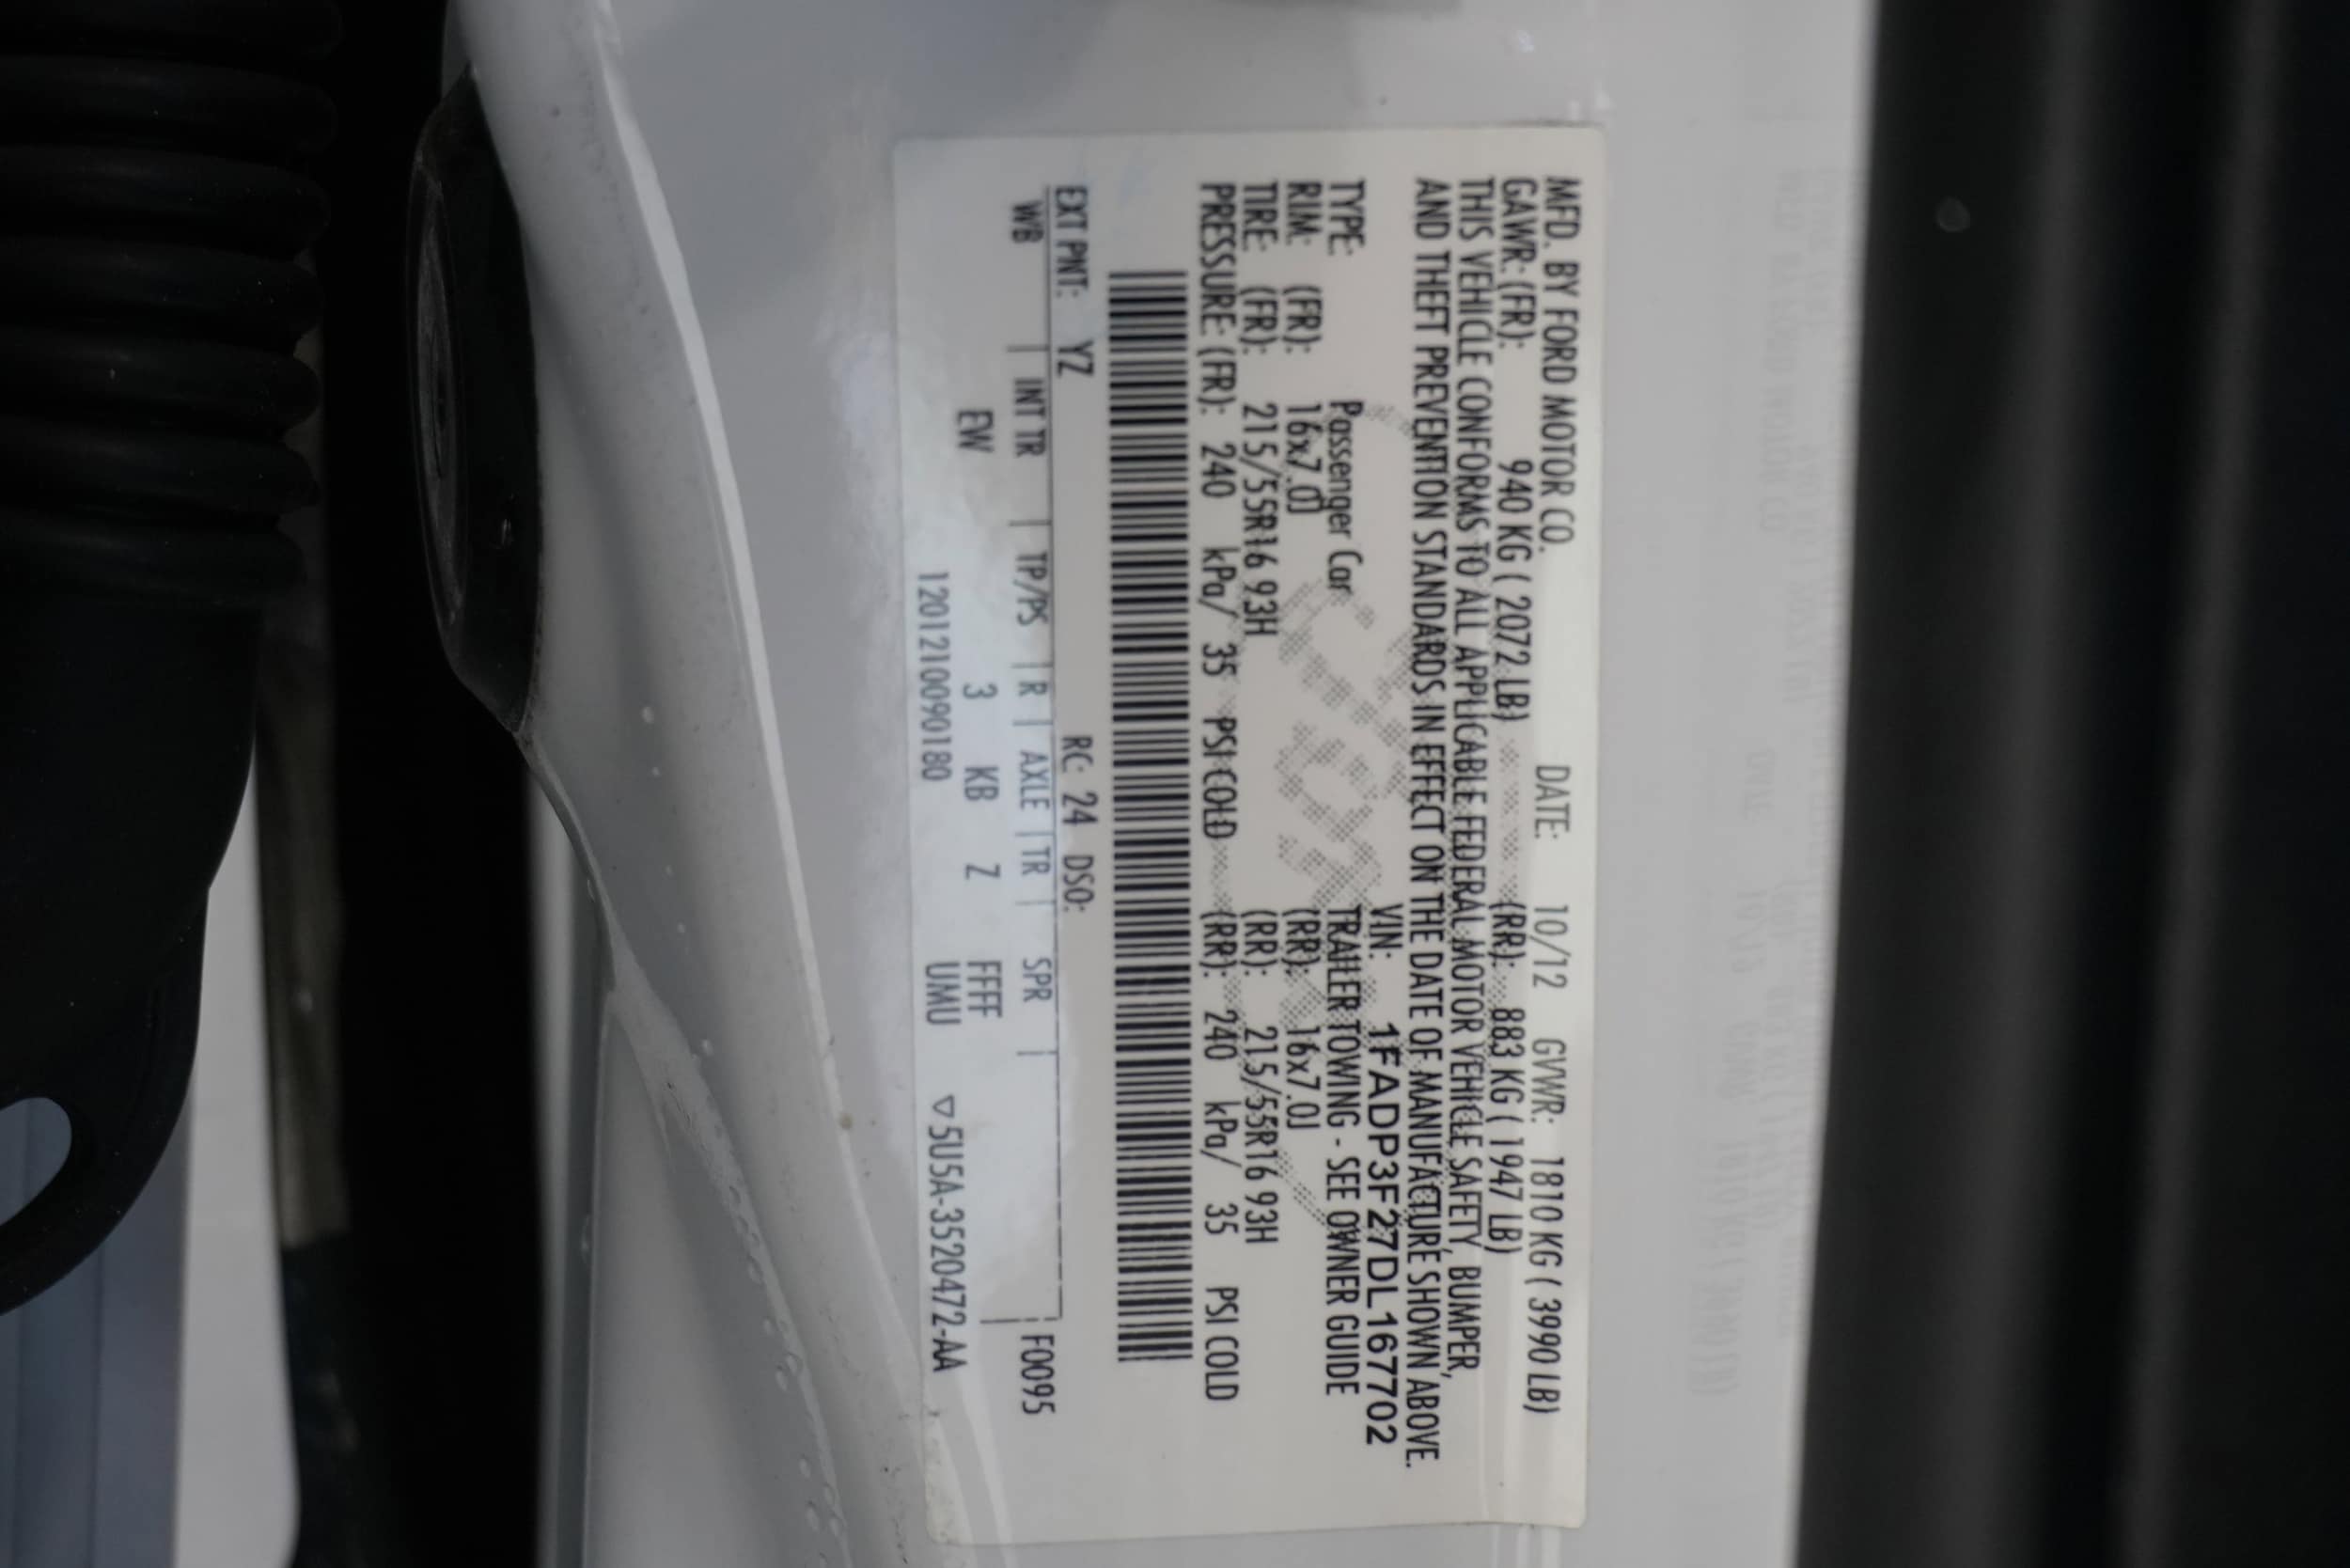 MFD. BY FORD MOTOR CO. DATE: 10/12 GVWR: 1810 KG ( 3990 LB)
GAWR: (FR): 940 KG ( 2072 LB) (RR): 883 KG ( 1947 LB)
THIS VEHICLE CONFORMS TO ALL APPLICABLE FEDERAL MOTOR VEHICLE SAFETY, BUMPER,
AND THEFT PREVENTION STANDARDS IN EFFECT ON THE DATE OF MANUFACTURE SHOWN ABOVE.
VIN: 1FADP3F27DL167702
TYPE: Passenger Car TRAILER TOWING - SEE OWNER GUIDE
RIM: (FR): 16x7.0J (RR): 16x7.0J
TIRE: (FR): 215/55R16 93H (RR): 215/55R16 93H
PRESSURE: (FR): 240 kPa/ 35 PSI COLD (RR): 240 kPa/ 35 PSI COLD
EXT PNT: YZ RC: 24 DSO:
WB | INT TR | TP/PS | R | AXLE | TR | SPR | F0095
EW 3 KB Z FFFF
1201210090180 UMU ▽5U5A-3520472-AA